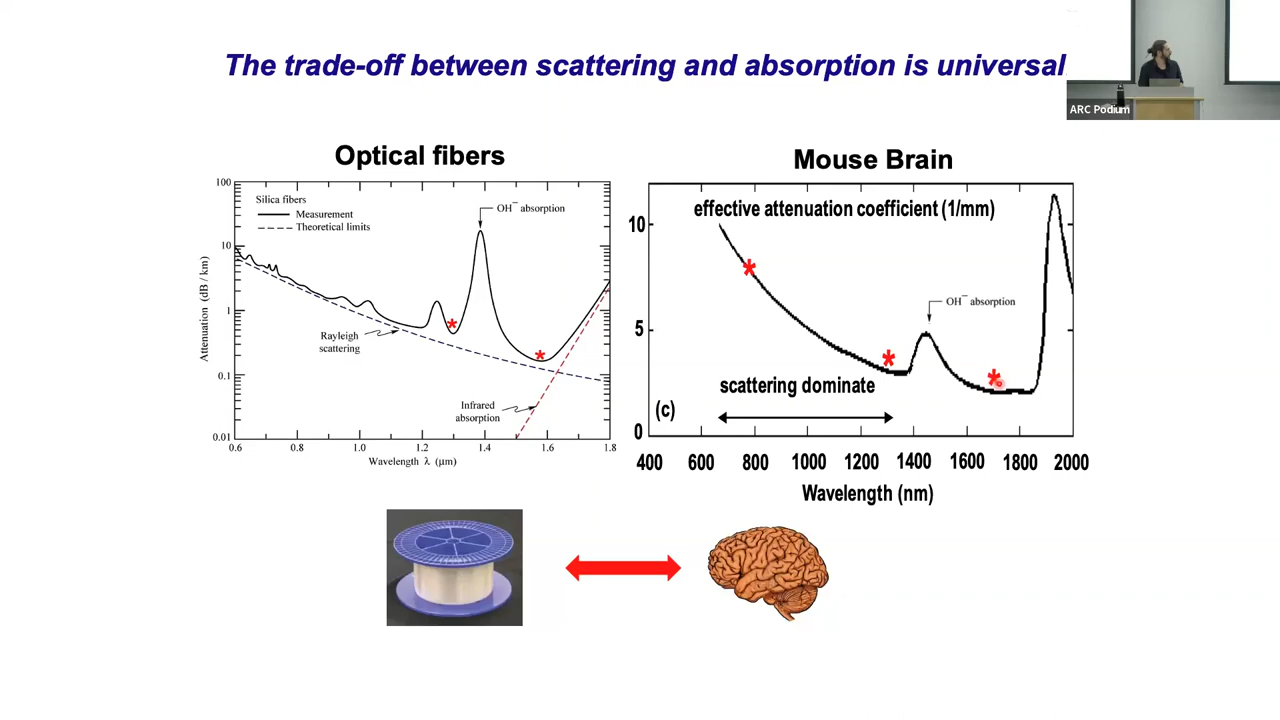 The trade-off between scattering and absorption is universal
ARC Podium
Optical fibers
100
10
1
0.1
0.01
Attenuation (dB / km)
Silica fibers
Measurement
Theoretical limits
OH⁻ absorption
Rayleigh
scattering
Infrared
absorption
0.6 0.8 1.0 1.2 1.4 1.6 1.8
Wavelength λ (μm)
Mouse Brain
effective attenuation coefficient (1/mm)
10
5
0
OH⁻ absorption
scattering dominate
(c)
400 600 800 1000 1200 1400 1600 1800 2000
Wavelength (nm)